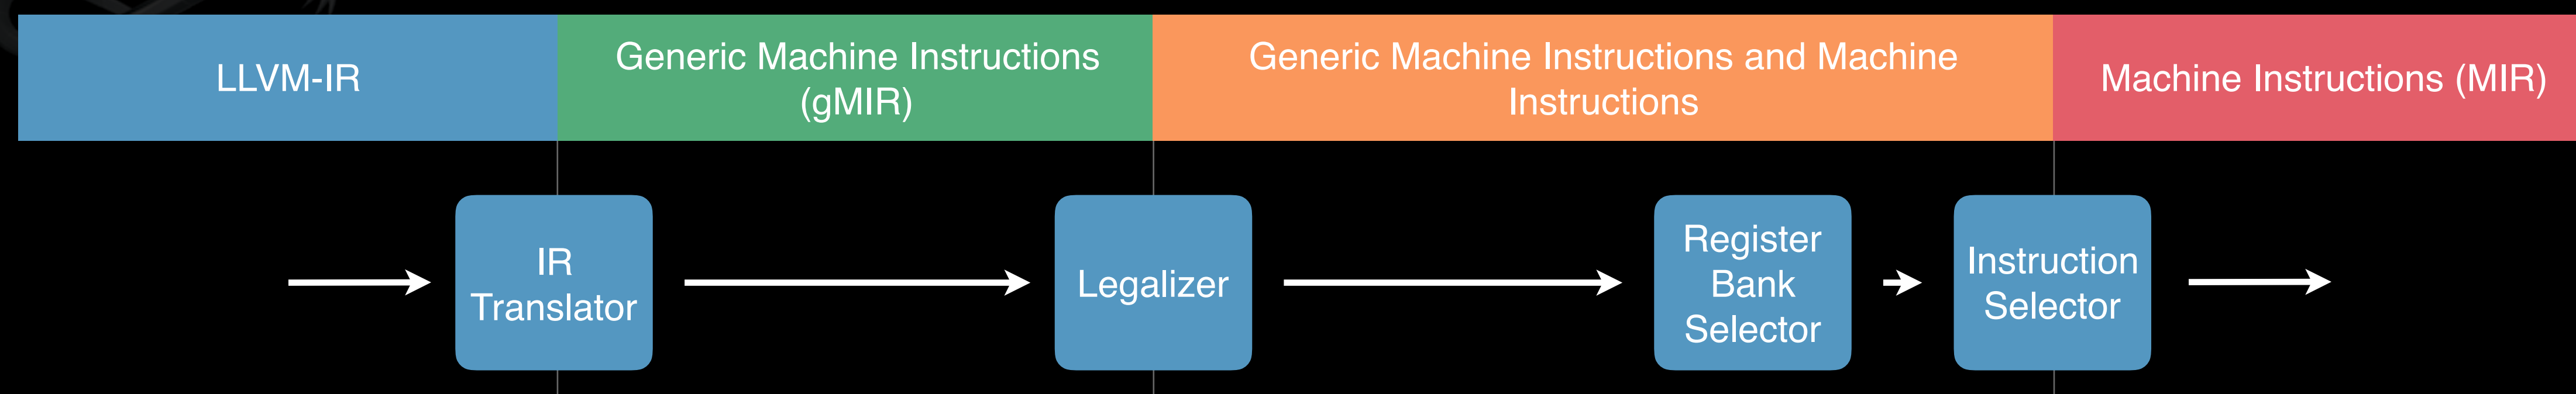 LLVM-IR
Generic Machine Instructions
(gMIR)
Generic Machine Instructions and Machine
Instructions
Machine Instructions (MIR)
IR
Translator
Legalizer
Register
Bank
Selector
Instruction
Selector